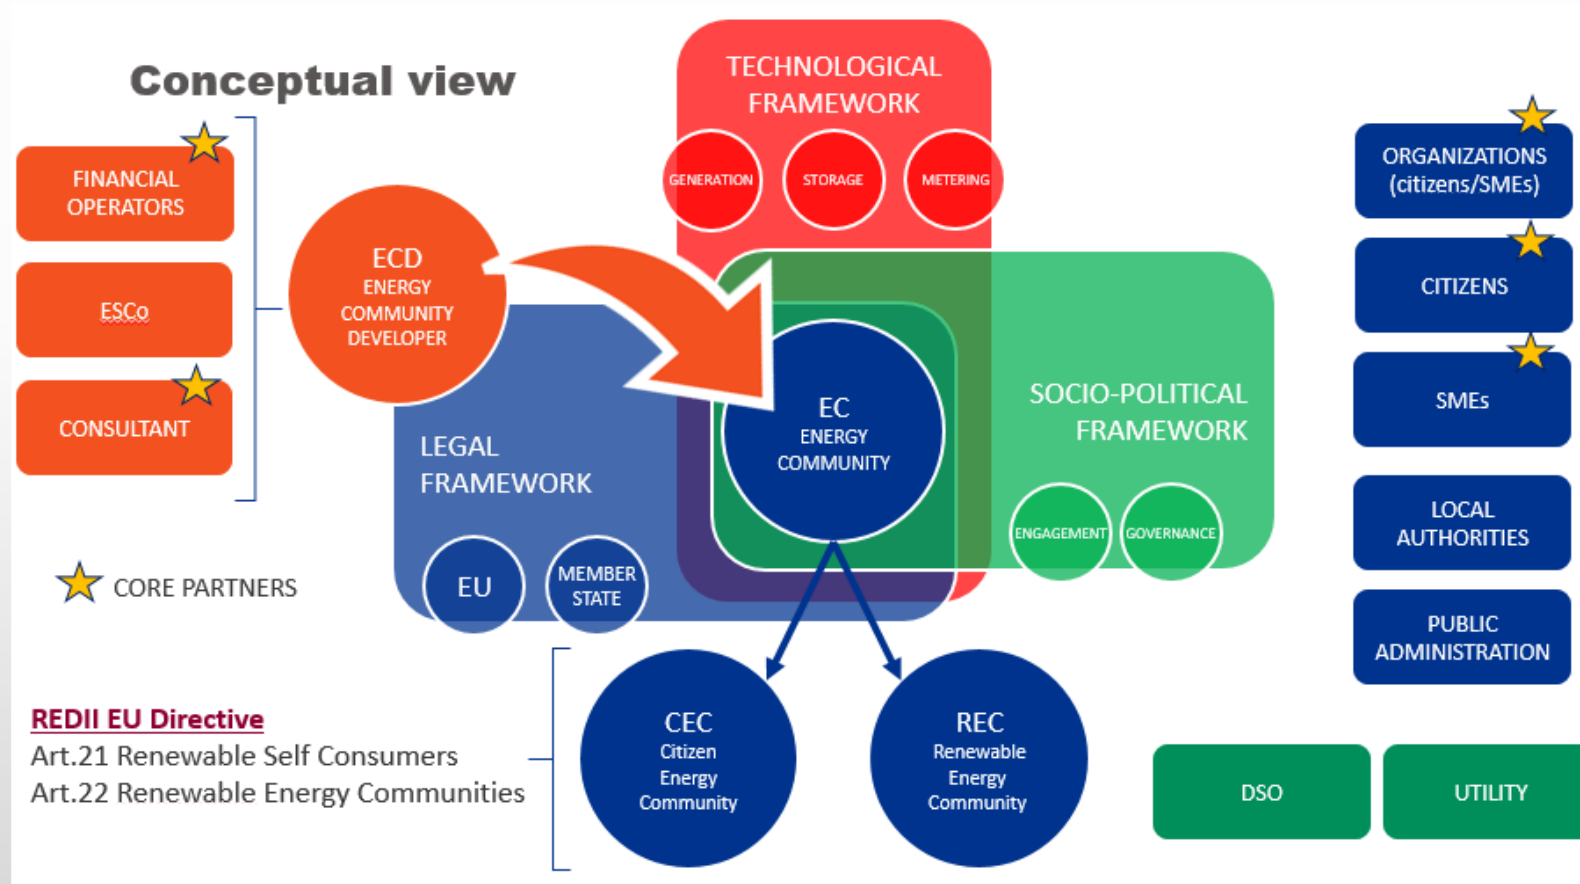 Conceptual view
FINANCIAL
OPERATORS
ESCo
CONSULTANT
CORE PARTNERS
ECD
ENERGY
COMMUNITY
DEVELOPER
TECHNOLOGICAL
FRAMEWORK
GENERATION
STORAGE
METERING
LEGAL
FRAMEWORK
EU
MEMBER
STATE
EC
ENERGY
COMMUNITY
SOCIO-POLITICAL
FRAMEWORK
ENGAGEMENT
GOVERNANCE
ORGANIZATIONS
(citizens/SMEs)
CITIZENS
SMEs
LOCAL
AUTHORITIES
PUBLIC
ADMINISTRATION
REDII EU Directive
Art.21 Renewable Self Consumers
Art.22 Renewable Energy Communities
CEC
Citizen
Energy
Community
REC
Renewable
Energy
Community
DSO
UTILITY